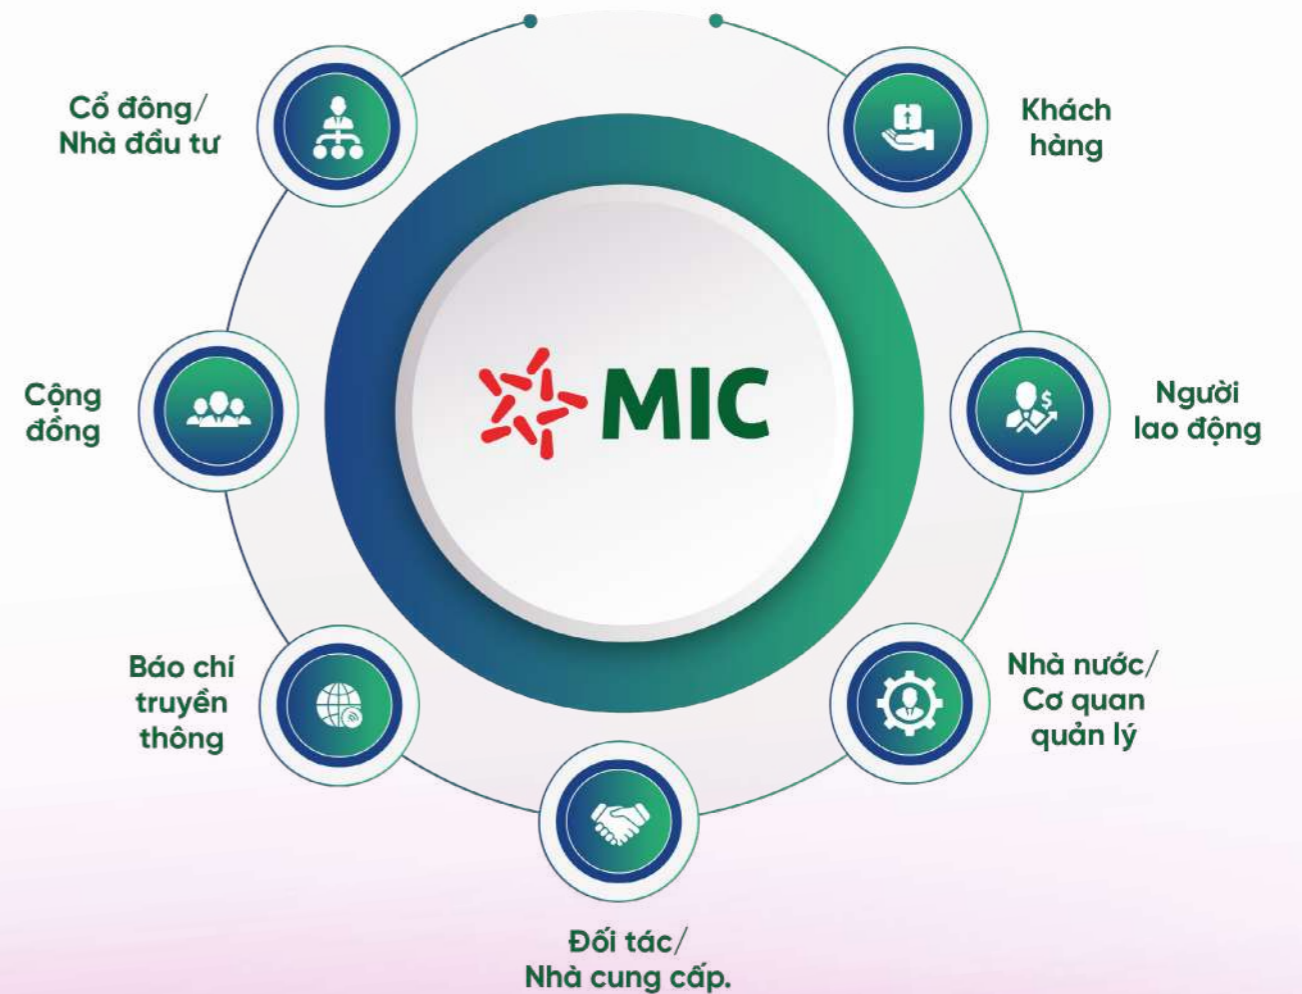 Cổ đông/
Nhà đầu tư
Khách
hàng
MIC
Cộng
đồng
Người
lao động
Báo chí
truyền
thông
Nhà nước/
Cơ quan
quản lý
Đối tác/
Nhà cung cấp.